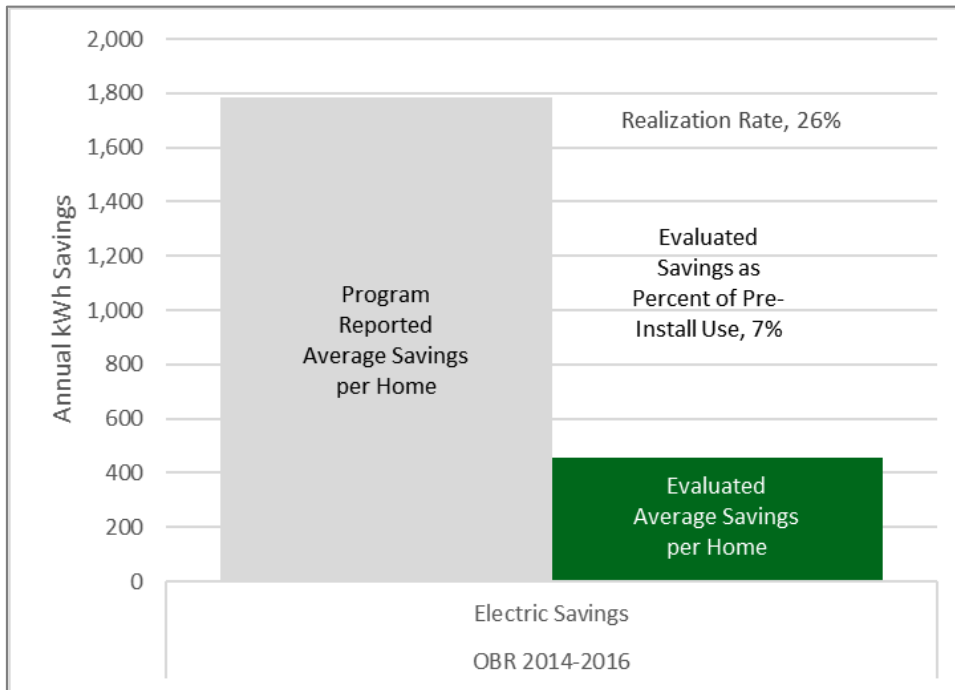 2,000
1,800
1,600
1,400
1,200
1,000
800
600
400
200
0
Annual kWh Savings
Program
Reported
Average Savings
per Home
Realization Rate, 26%
Evaluated
Savings as
Percent of Pre-
Install Use, 7%
Evaluated
Average Savings
per Home
Electric Savings
OBR 2014-2016